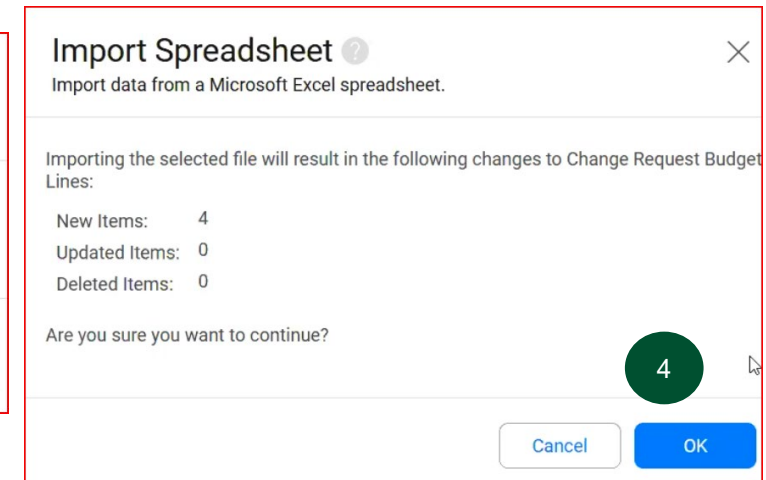 Import Spreadsheet ?
Import data from a Microsoft Excel spreadsheet.
Importing the selected file will result in the following changes to Change Request Budget
Lines:
New Items: 4
Updated Items: 0
Deleted Items: 0
Are you sure you want to continue?
4
Cancel OK